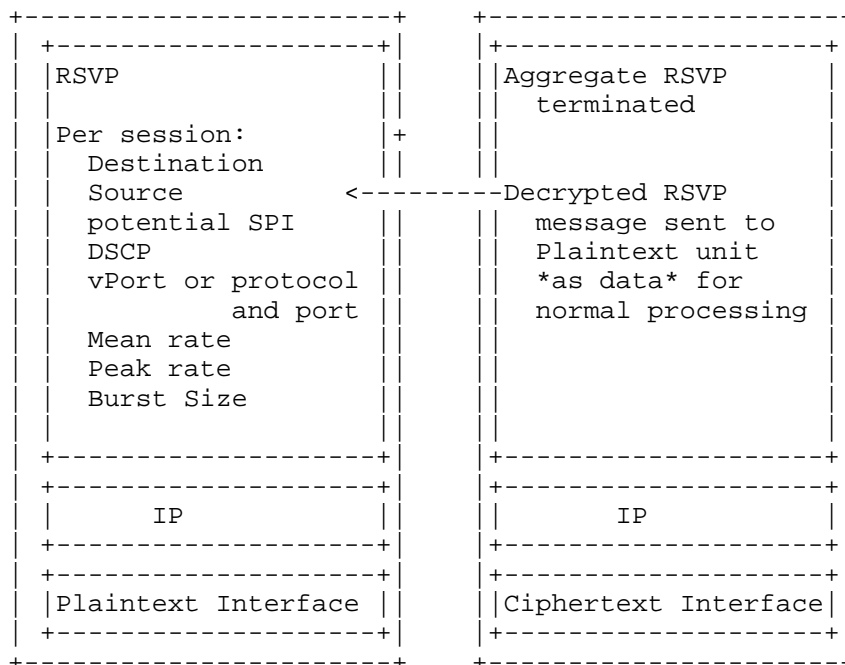 RSVP
Aggregate RSVP
terminated
Per session:
Destination
Source <---------Decrypted RSVP
potential SPI message sent to
DSCP Plaintext unit
vPort or protocol *as data* for
and port normal processing
Mean rate
Peak rate
Burst Size
IP IP
Plaintext Interface Ciphertext Interface